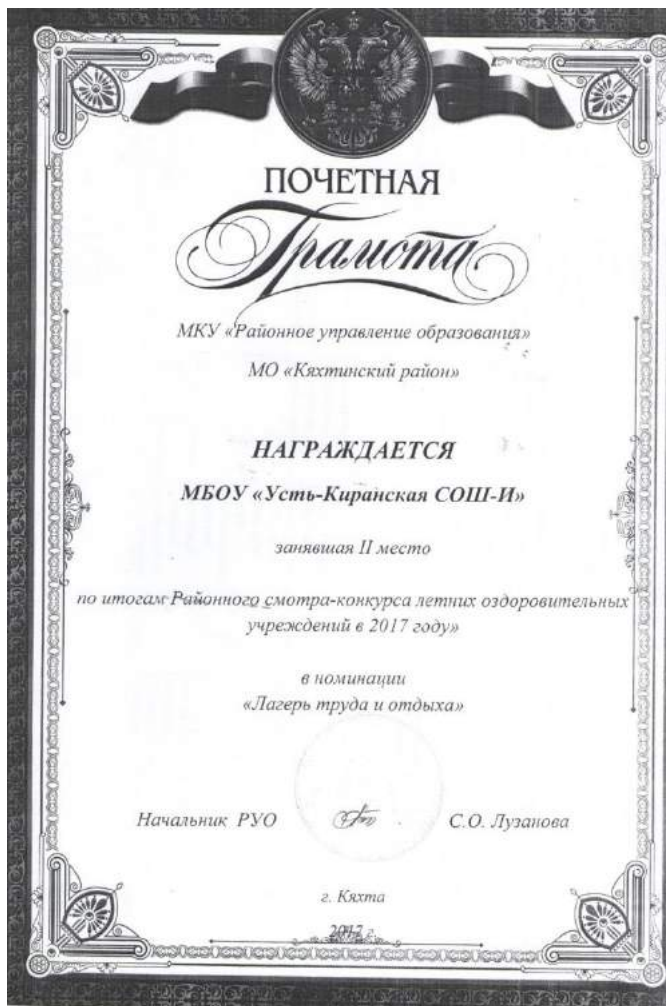 ПОЧЕТНАЯ
Грамота
МКУ «Районное управление образования»
МО «Кяхтинский район»
НАГРАЖДАЕТСЯ
МБОУ «Усть-Киранская СОШ-И»
занявшая II место
по итогам Районного смотра-конкурса летних оздоровительных
учреждений в 2017 году»
в номинации
«Лагерь труда и отдыха»
Начальник РУО С.О. Лузанова
г. Кяхта
2017 г.